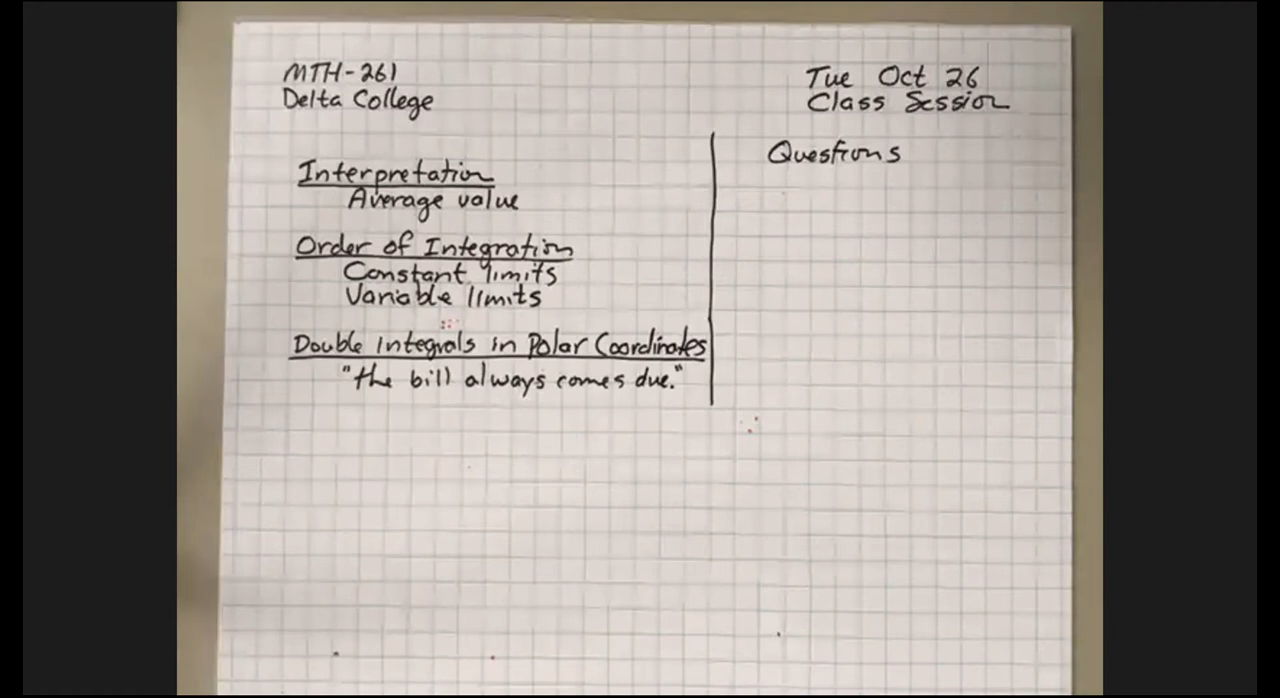 MTH-261
Delta College
Tue Oct 26
Class Session
Interpretation
Average value
Order of Integration
Constant limits
Variable limits
Double Integrals in Polar Coordinates
"the bill always comes due."
Questions